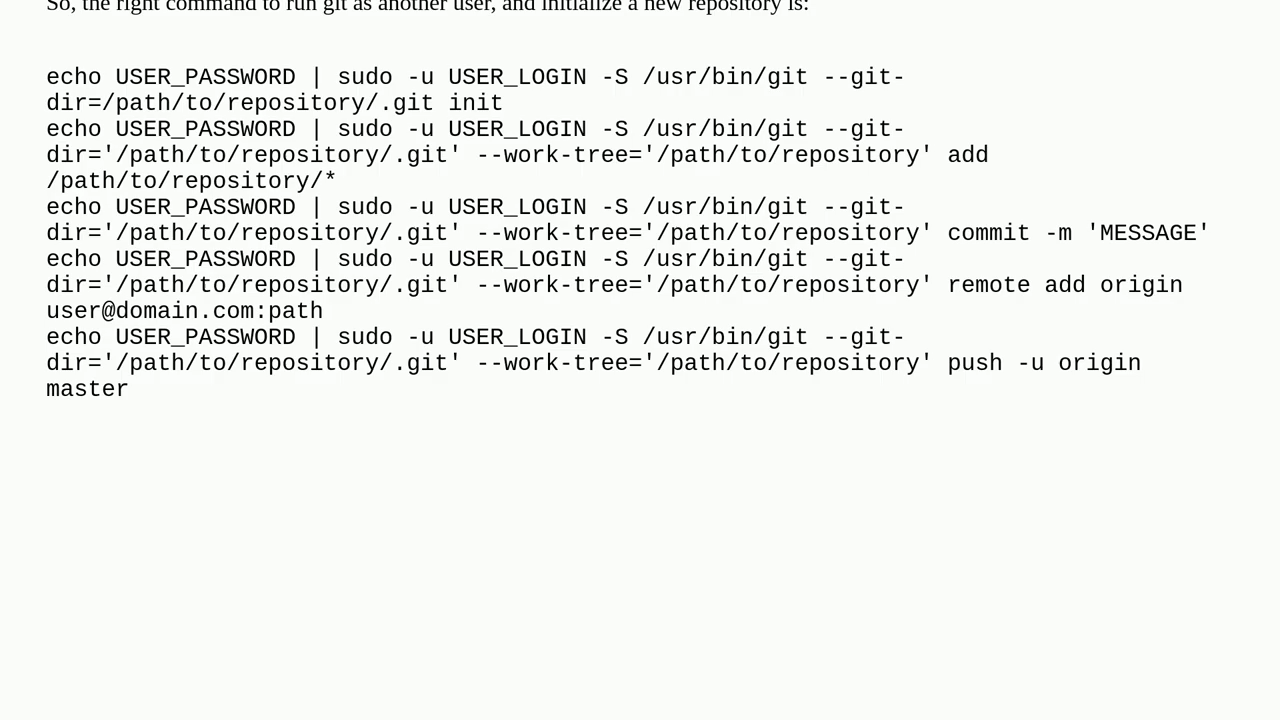 So, the right command to run git as another user, and initialize a new repository is:
echo USER_PASSWORD | sudo -u USER_LOGIN -S /usr/bin/git --git-
dir=/path/to/repository/.git init
echo USER_PASSWORD | sudo -u USER_LOGIN -S /usr/bin/git --git-
dir='/path/to/repository/.git' --work-tree='/path/to/repository' add
/path/to/repository/*
echo USER_PASSWORD | sudo -u USER_LOGIN -S /usr/bin/git --git-
dir='/path/to/repository/.git' --work-tree='/path/to/repository' commit -m 'MESSAGE'
echo USER_PASSWORD | sudo -u USER_LOGIN -S /usr/bin/git --git-
dir='/path/to/repository/.git' --work-tree='/path/to/repository' remote add origin
user@domain.com:path
echo USER_PASSWORD | sudo -u USER_LOGIN -S /usr/bin/git --git-
dir='/path/to/repository/.git' --work-tree='/path/to/repository' push -u origin
master